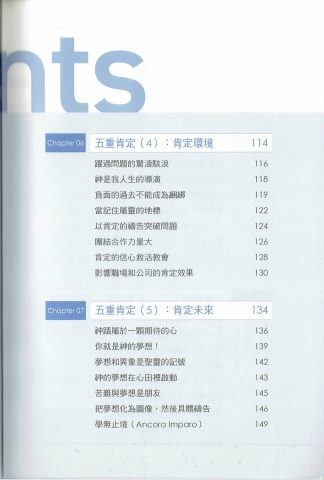 nts
Chapter 06 五重肯定（4）：肯定環境 114
躍過問題的驚濤駭浪 116
神是我人生的導演 118
負面的過去不能成為綑綁 119
當記住屬靈的地標 122
以肯定的禱告突破問題 124
團結合作力量大 126
肯定的信心救活教會 128
影響職場和公司的肯定效果 130
Chapter 07 五重肯定（5）：肯定未來 134
神蹟屬於一顆期待的心 136
你就是神的夢想！ 139
夢想和異象是聖靈的記號 142
神的夢想在心田裡啟動 143
苦難與夢想是朋友 145
把夢想化為圖像，然後具體禱告 146
學無止境（Ancora Imparo） 149